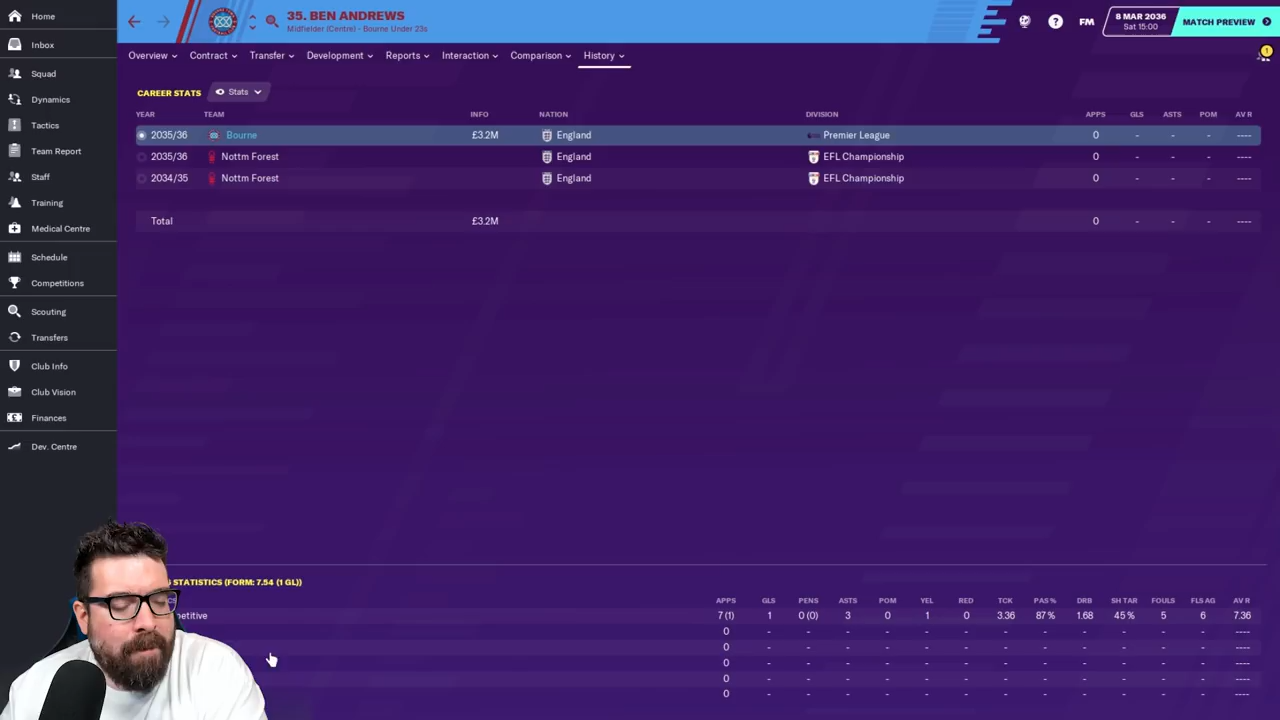 Home
Inbox
Squad
Dynamics
Tactics
Team Report
Staff
Training
Medical Centre
Schedule
Competitions
Scouting
Transfers
Club Info
Club Vision
Finances
Dev. Centre
35. BEN ANDREWS
Midfielder (Centre) - Bourne Under 23s
FM
8 MAR 2036
Sat 15:00
MATCH PREVIEW
1
Overview Contract Transfer Development Reports Interaction Comparison History
CAREER STATS Stats
YEAR TEAM INFO NATION DIVISION APPS GLS ASTS POM AV R
2035/36 Bourne £3.2M England Premier League 0 - - - ----
2035/36 Nottm Forest England EFL Championship 0 - - - ----
2034/35 Nottm Forest England EFL Championship 0 - - - ----
Total £3.2M 0 - - - ----
STATISTICS (FORM: 7.54 (1 GL))
APPS GLS PENS ASTS POM YEL RED TCK PAS % DRB SH TAR FOULS FLS AG AV R
petitive 7 (1) 1 0 (0) 3 0 1 0 3.36 87 % 1.68 45 % 5 6 7.36
0 - - - - - - - - - - - - ----
0 - - - - - - - - - - - - ----
0 - - - - - - - - - - - - ----
0 - - - - - - - - - - - - ----
0 - - - - - - - - - - - - ----